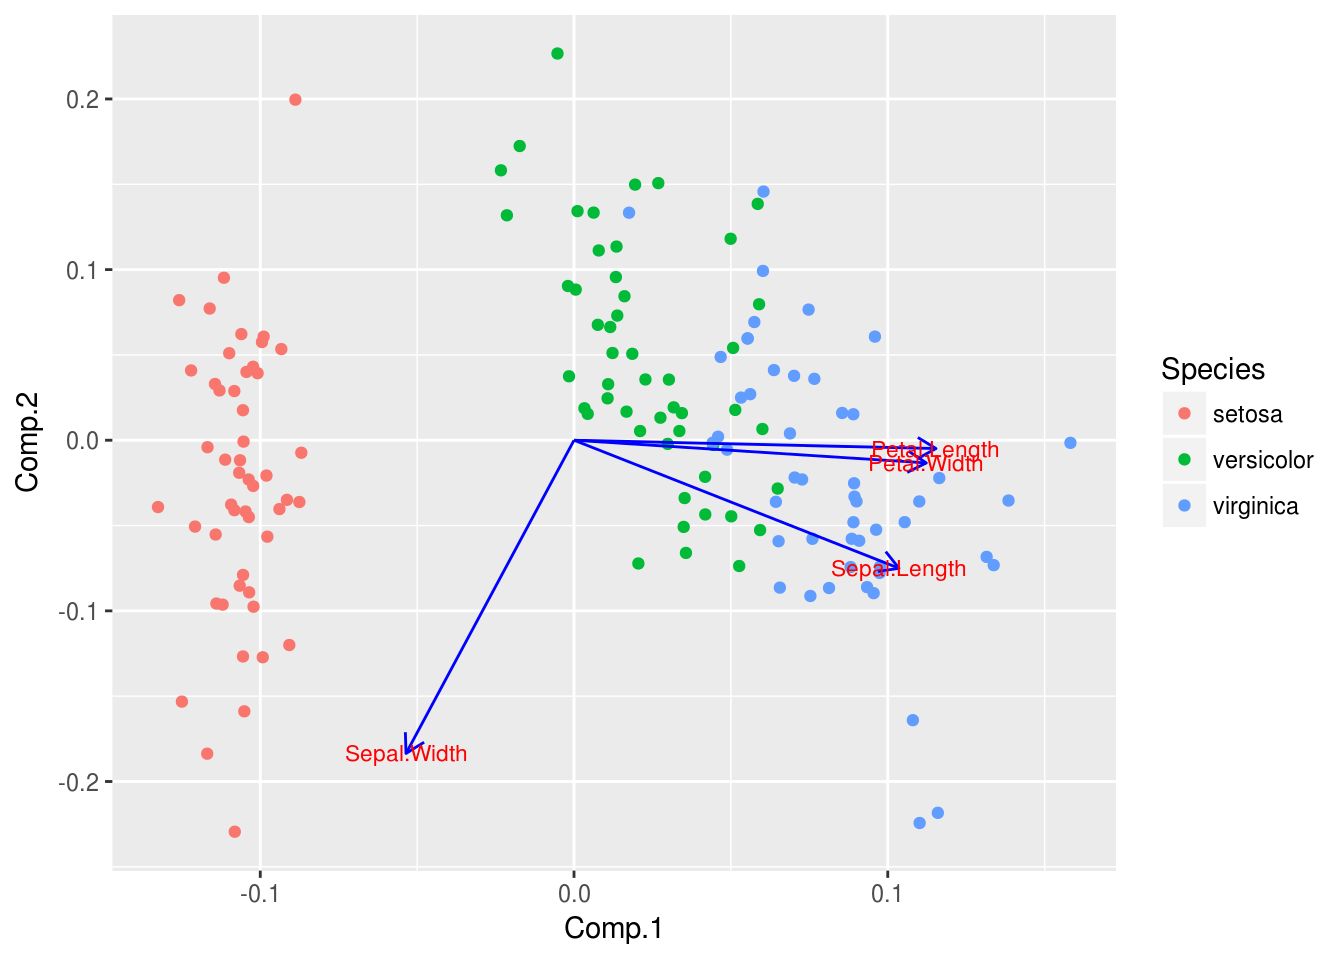 0.2
0.1
0.0
-0.1
-0.2
Comp.2
Petal.Length
Petal.Width
Sepal.Length
Sepal.Width
-0.1
0.0
0.1
Comp.1
Species
setosa
versicolor
virginica